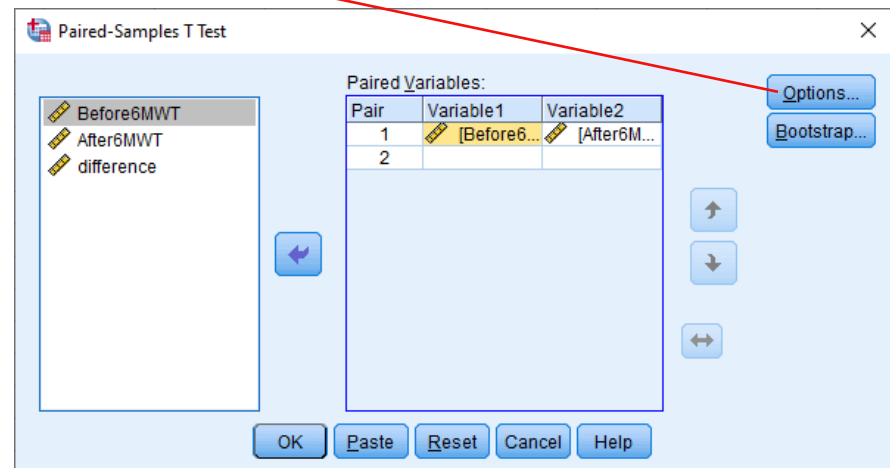 Paired-Samples T Test
Paired Variables:
Before6MWT
After6MWT
difference
Pair Variable1 Variable2
1 [Before6... [After6M...
2
Options...
Bootstrap...
OK Paste Reset Cancel Help